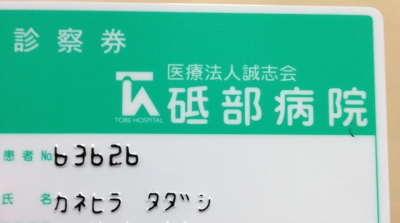 診察券
医療法人誠志会
TOBE HOSPITAL
砥部病院
患者No 63626
氏名 カネヒラ タダシ